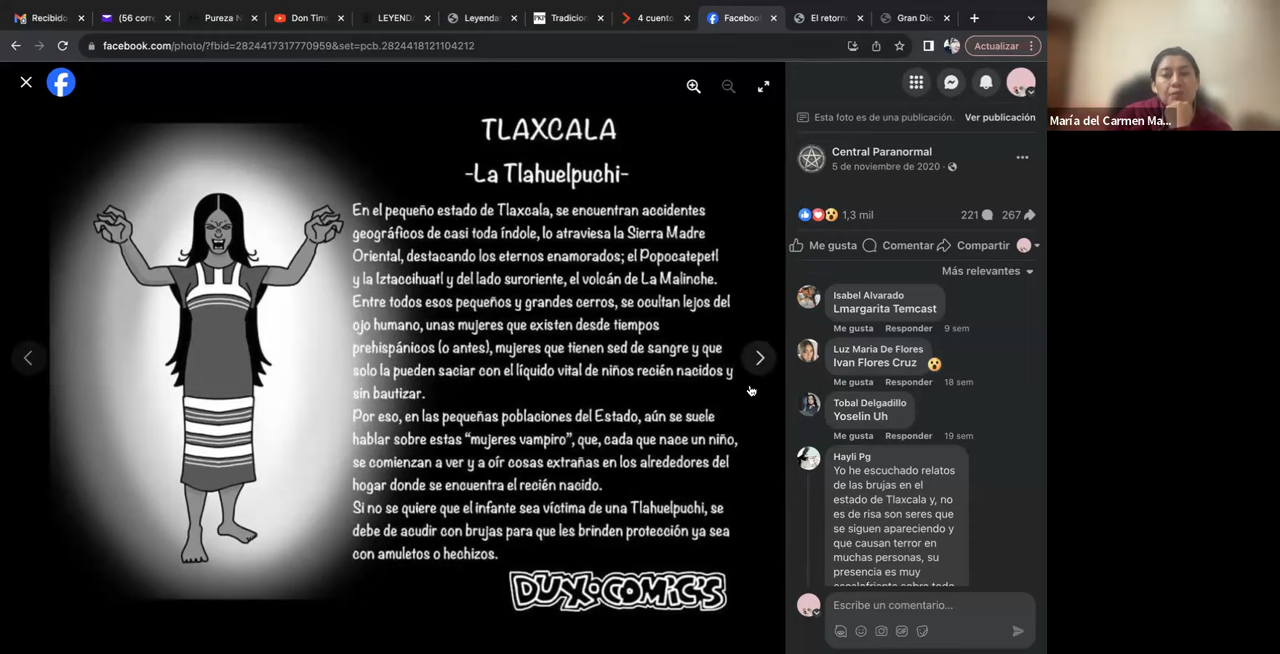 Recibido
(56 corre
Pureza N
Don Timo
LEYENDA
Leyenda
PKP
Tradicion
4 cuento
Facebook
El retorn
Gran Dic
facebook.com/photo/?fbid=2824417317770959&set=pcb.2824418121104212
Actualizar
TLAXCALA
-La Tlahuelpuchi-
En el pequeño estado de Tlaxcala, se encuentran accidentes
geográficos de casi toda índole, lo atraviesa la Sierra Madre
Oriental, destacando los eternos enamorados; el Popocatepetl
y la Iztaccihuatl y del lado suroriente, el volcán de La Malinche.
Entre todos esos pequeños y grandes cerros, se ocultan lejos del
ojo humano, unas mujeres que existen desde tiempos
prehispánicos (o antes), mujeres que tienen sed de sangre y que
solo la pueden saciar con el líquido vital de niños recién nacidos y
sin bautizar.
Por eso, en las pequeñas poblaciones del Estado, aún se suele
hablar sobre estas “mujeres vampiro”, que, cada que nace un niño,
se comienzan a ver y a oír cosas extrañas en los alrededores del
hogar donde se encuentra el recién nacido.
Si no se quiere que el infante sea víctima de una Tlahuelpuchi, se
debe de acudir con brujas para que les brinden protección ya sea
con amuletos o hechizos.
DUX•COMIC'S
Esta foto es de una publicación. Ver publicación
Central Paranormal
5 de noviembre de 2020 ·
1,3 mil
221
267
Me gusta
Comentar
Compartir
Más relevantes
Isabel Alvarado
Lmargarita Temcast
Me gusta Responder 9 sem
Luz Maria De Flores
Ivan Flores Cruz
Me gusta Responder 18 sem
Tobal Delgadillo
Yoselin Uh
Me gusta Responder 19 sem
Hayli Pg
Yo he escuchado relatos
de las brujas en el
estado de Tlaxcala y, no
es de risa son seres que
se siguen apareciendo y
que causan terror en
muchas personas, su
presencia es muy
escalofriante sobre todo
Escribe un comentario...
María del Carmen Ma...